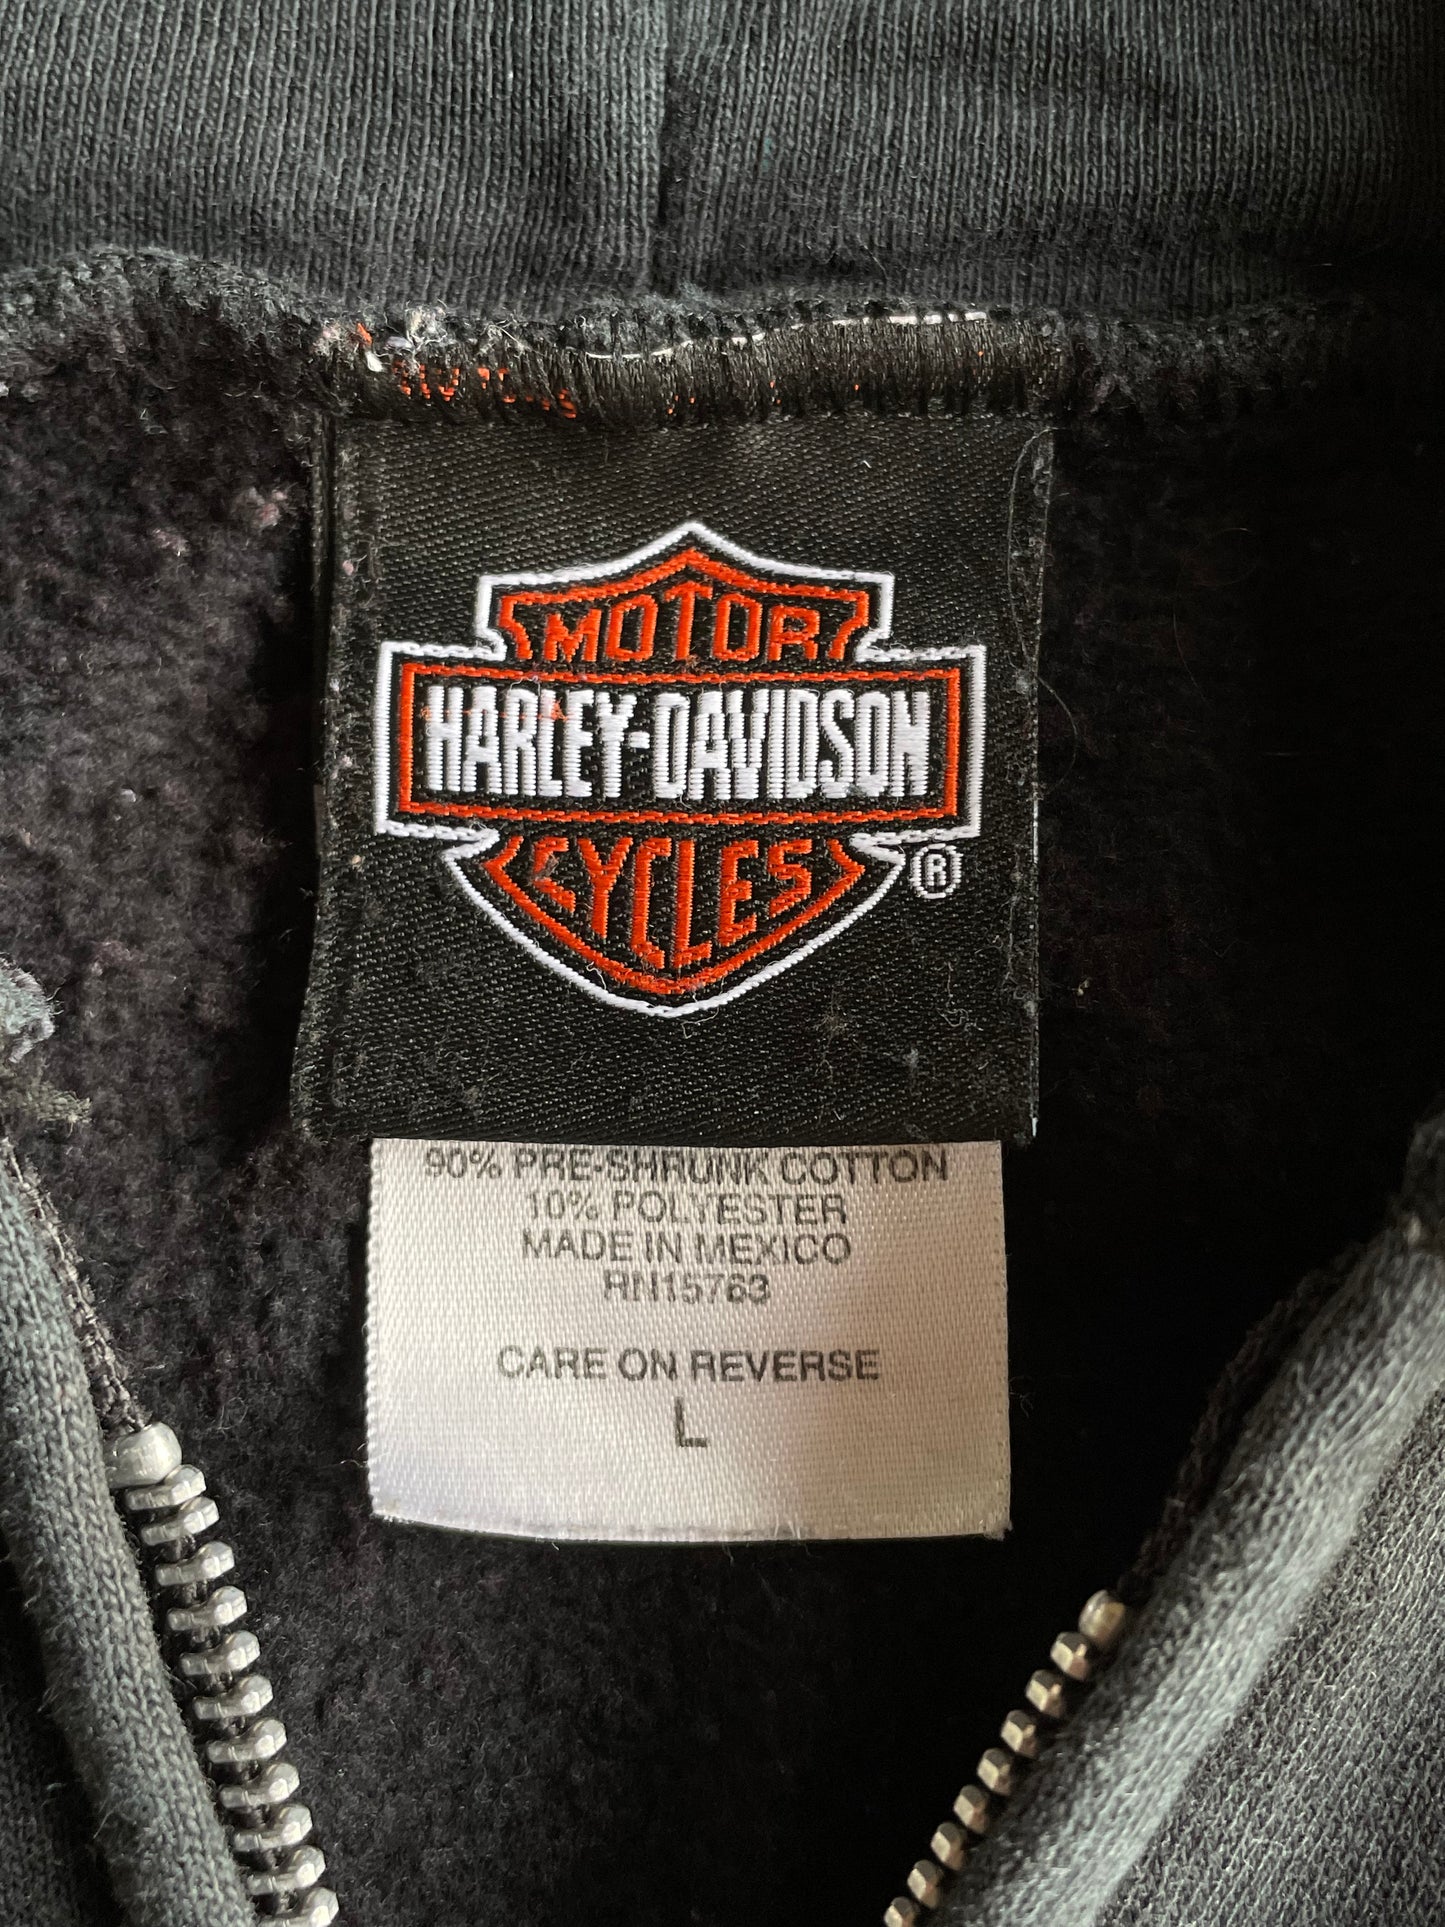 MOTOR
HARLEY-DAVIDSON
CYCLES
®
90% PRE-SHRUNK COTTON
10% POLYESTER
MADE IN MEXICO
RN15763
CARE ON REVERSE
L